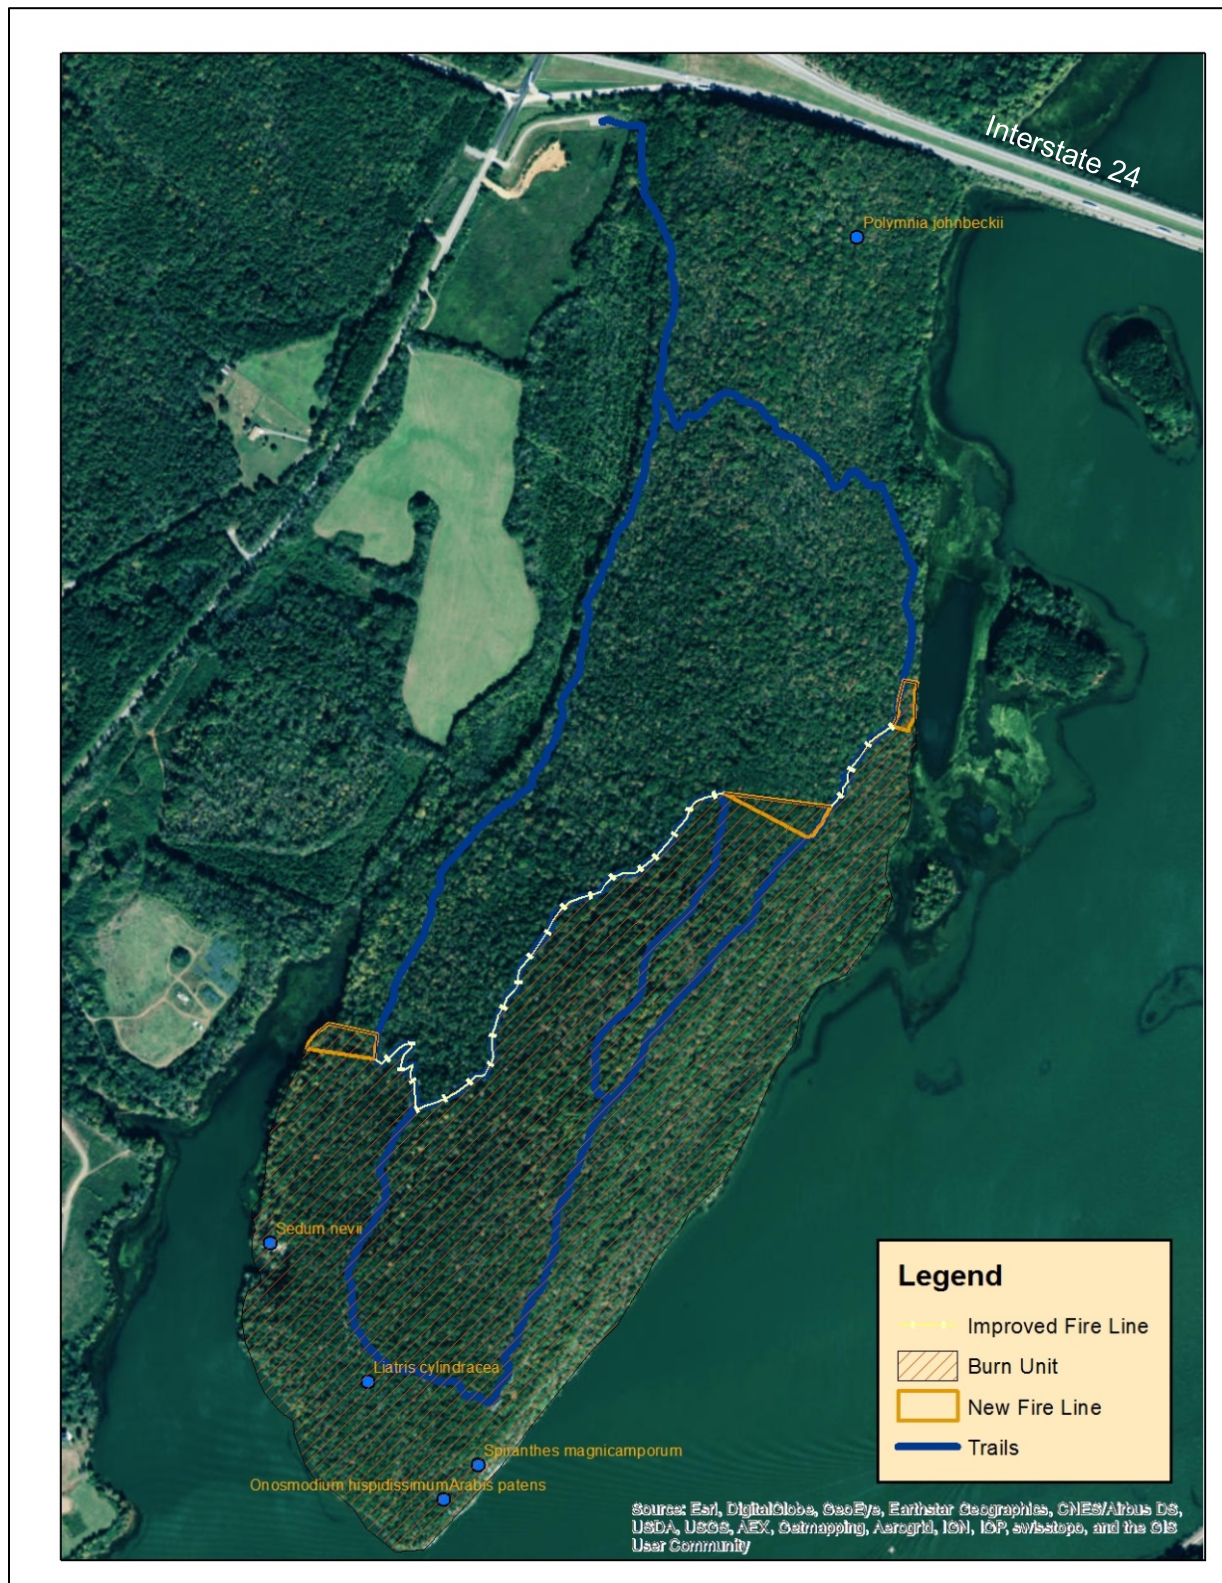 Interstate 24
Polymnia johnbeckii
Sedum nevii
Liatris cylindracea
Spiranthes magnicamporum
Onosmodium hispidissimumArabis patens
Legend
Improved Fire Line
Burn Unit
New Fire Line
Trails
Source: Esri, DigitalGlobe, GeoEye, Earthstar Geographics, CNES/Airbus DS,
USDA, USGS, AEX, Getmapping, Aerogrid, IGN, IGP, swisstopo, and the GIS
User Community